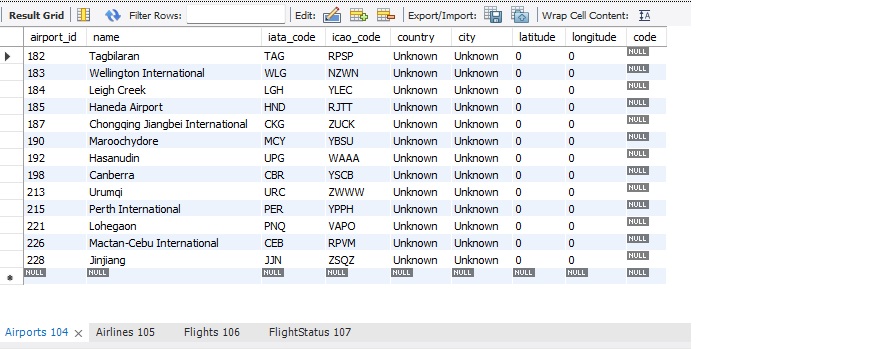 Result Grid Filter Rows: Edit: Export/Import: Wrap Cell Content: IA
airport_id name iata_code icao_code country city latitude longitude code
182 Tagbilaran TAG RPSP Unknown Unknown 0 0 NULL
183 Wellington International WLG NZWN Unknown Unknown 0 0 NULL
184 Leigh Creek LGH YLEC Unknown Unknown 0 0 NULL
185 Haneda Airport HND RJTT Unknown Unknown 0 0 NULL
187 Chongqing Jiangbei International CKG ZUCK Unknown Unknown 0 0 NULL
190 Maroochydore MCY YBSU Unknown Unknown 0 0 NULL
192 Hasanudin UPG WAAA Unknown Unknown 0 0 NULL
198 Canberra CBR YSCB Unknown Unknown 0 0 NULL
213 Urumqi URC ZWWW Unknown Unknown 0 0 NULL
215 Perth International PER YPPH Unknown Unknown 0 0 NULL
221 Lohegaon PNQ VAPO Unknown Unknown 0 0 NULL
226 Mactan-Cebu International CEB RPVM Unknown Unknown 0 0 NULL
228 Jinjiang JJN ZSQZ Unknown Unknown 0 0 NULL
NULL NULL NULL NULL NULL NULL NULL NULL NULL
Airports 104 Airlines 105 Flights 106 FlightStatus 107